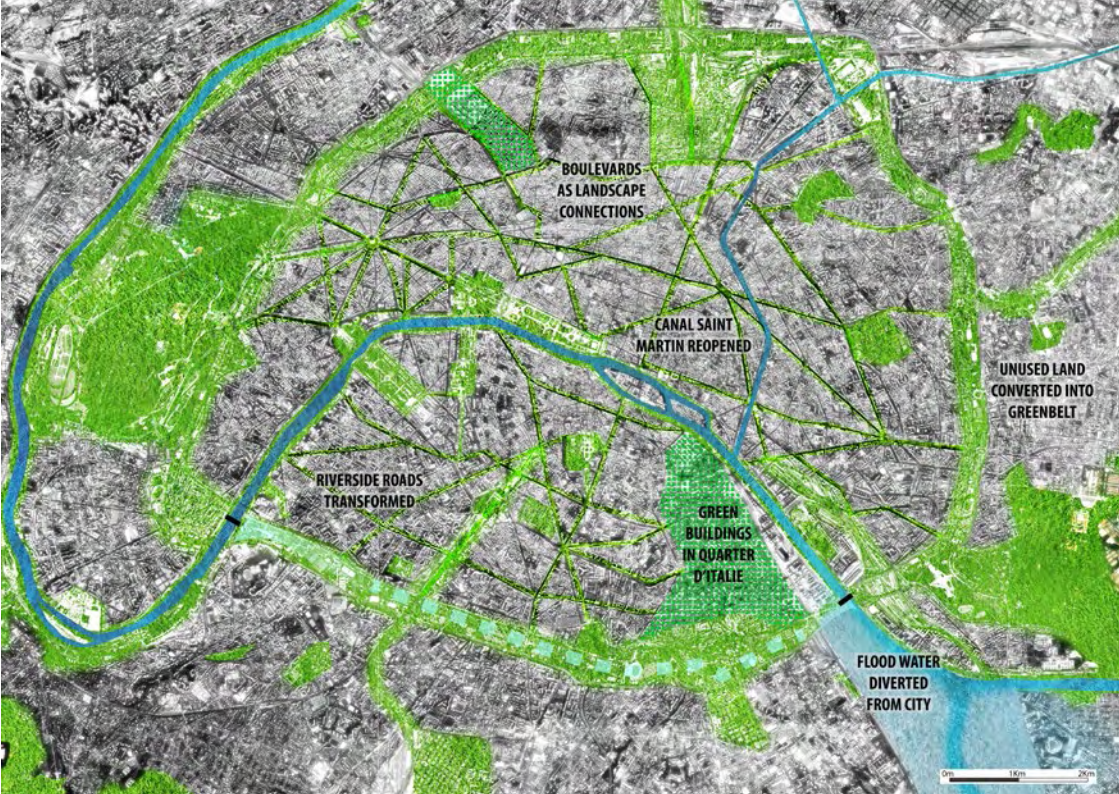 BOULEVARDS
AS LANDSCAPE
CONNECTIONS
CANAL SAINT
MARTIN REOPENED
UNUSED LAND
CONVERTED INTO
GREENBELT
RIVERSIDE ROADS
TRANSFORMED
GREEN
BUILDINGS
IN QUARTER
D'ITALIE
FLOOD WATER
DIVERTED
FROM CITY
0m 1Km 2Km